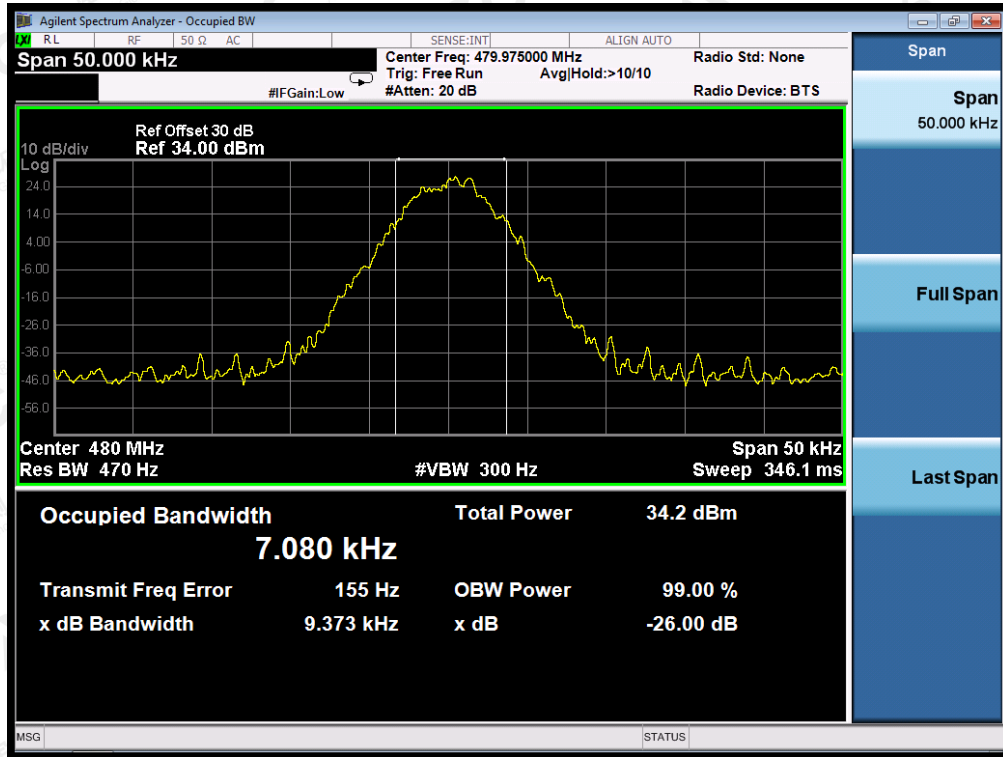 Agilent Spectrum Analyzer - Occupied BW
LXI RL RF 50 Ω AC SENSE:INT ALIGN AUTO
Span 50.000 kHz
Center Freq: 479.975000 MHz Radio Std: None
Trig: Free Run Avg|Hold:>10/10
#IFGain:Low #Atten: 20 dB Radio Device: BTS
Ref Offset 30 dB
10 dB/div Ref 34.00 dBm
Log
24.0
14.0
4.00
-6.00
-16.0
-26.0
-36.0
-46.0
-56.0
Center 480 MHz Span 50 kHz
Res BW 470 Hz #VBW 300 Hz Sweep 346.1 ms
Occupied Bandwidth Total Power 34.2 dBm
7.080 kHz
Transmit Freq Error 155 Hz OBW Power 99.00 %
x dB Bandwidth 9.373 kHz x dB -26.00 dB
MSG STATUS
Span
Span
50.000 kHz
Full Span
Last Span